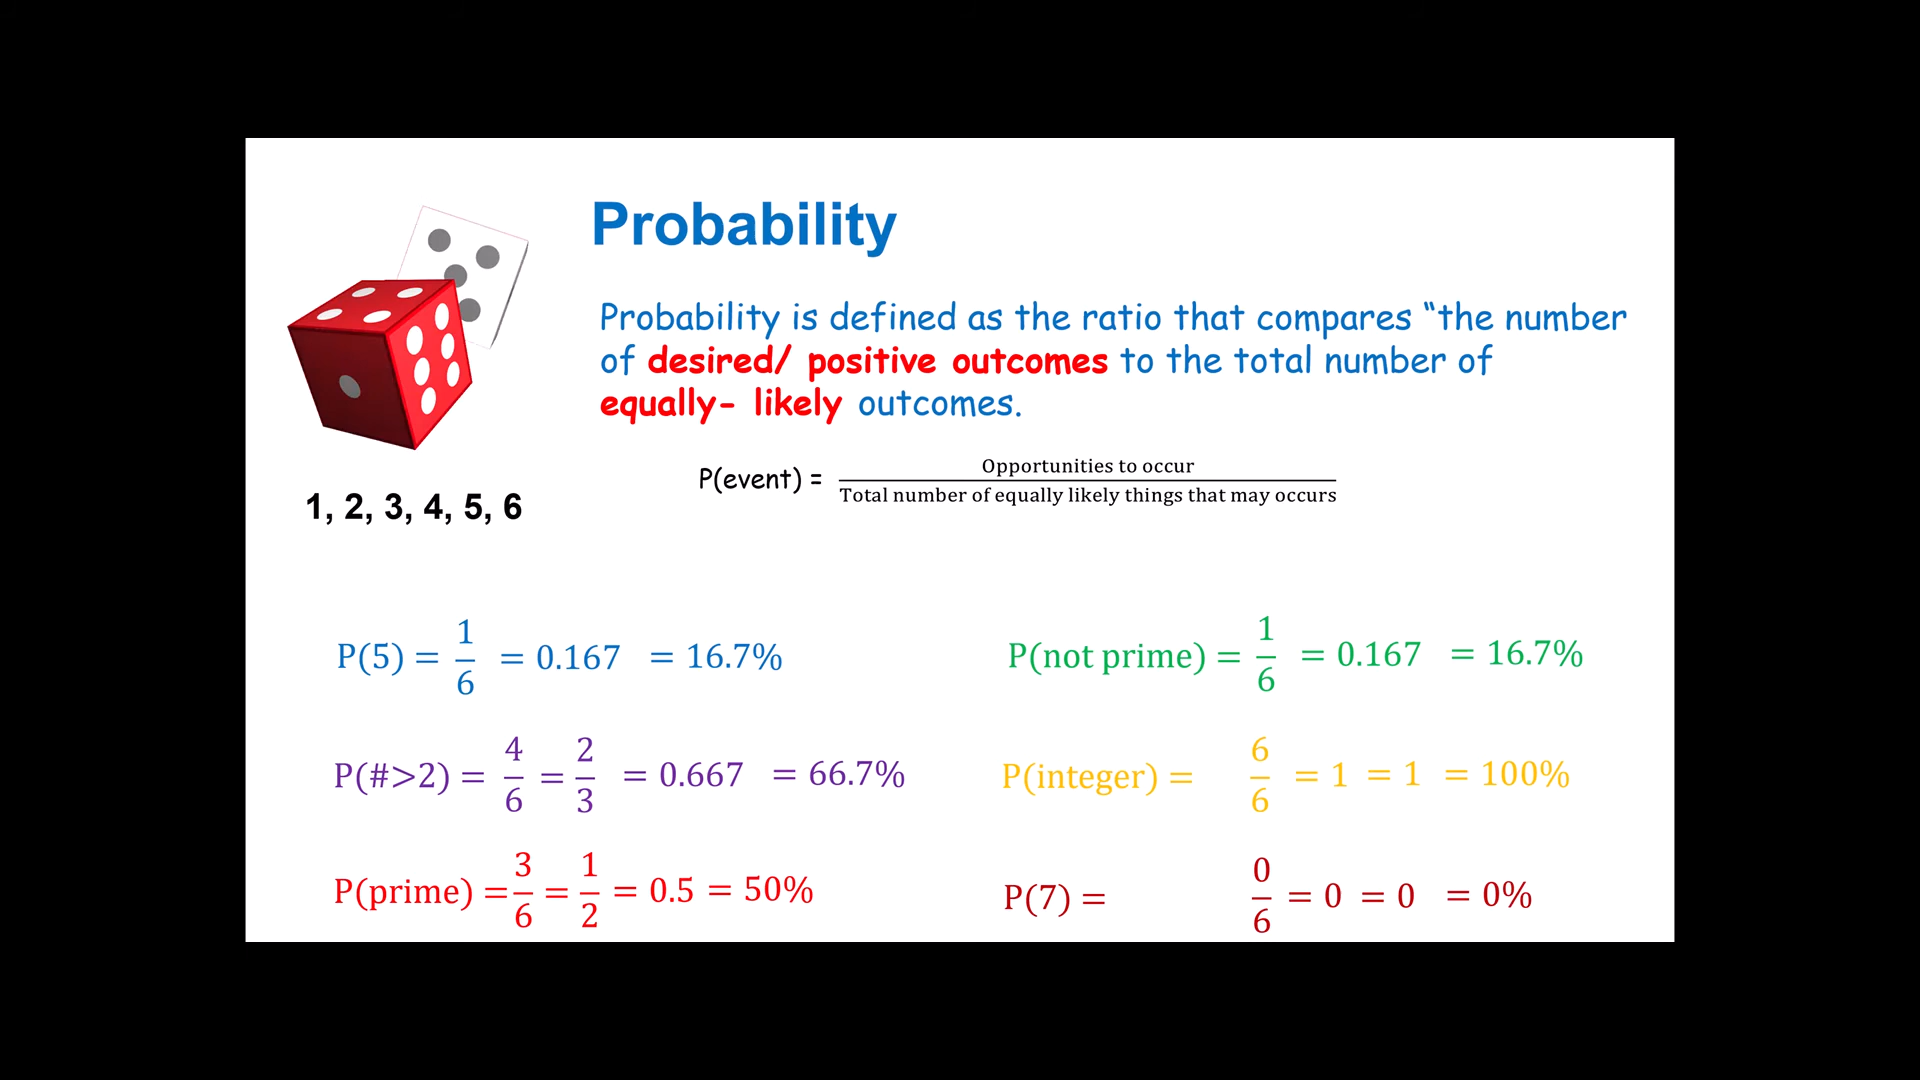 Probability
Probability is defined as the ratio that compares “the number
of desired/ positive outcomes to the total number of
equally- likely outcomes.
P(event) = Opportunities to occur / Total number of equally likely things that may occurs
1, 2, 3, 4, 5, 6
P(5) = 1/6 = 0.167 = 16.7%
P(not prime) = 1/6 = 0.167 = 16.7%
P(#>2) = 4/6 = 2/3 = 0.667 = 66.7%
P(integer) = 6/6 = 1 = 1 = 100%
P(prime) = 3/6 = 1/2 = 0.5 = 50%
P(7) = 0/6 = 0 = 0 = 0%